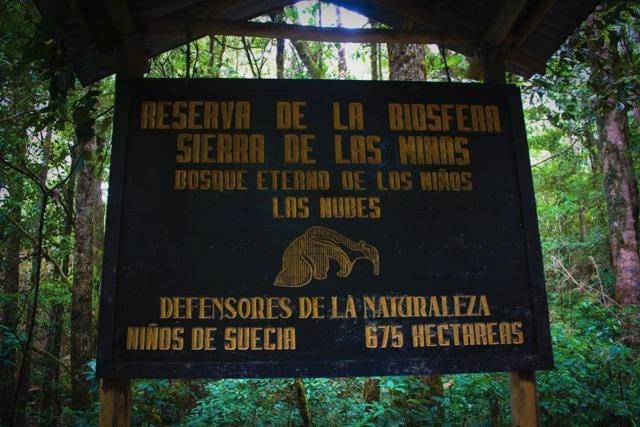 RESERVA DE LA BIOSFERA
SIERRA DE LAS MINAS
BOSQUE ETERNO DE LOS NIÑOS
LAS NUBES
DEFENSORES DE LA NATURALEZA
NIÑOS DE SUECIA 675 HECTAREAS